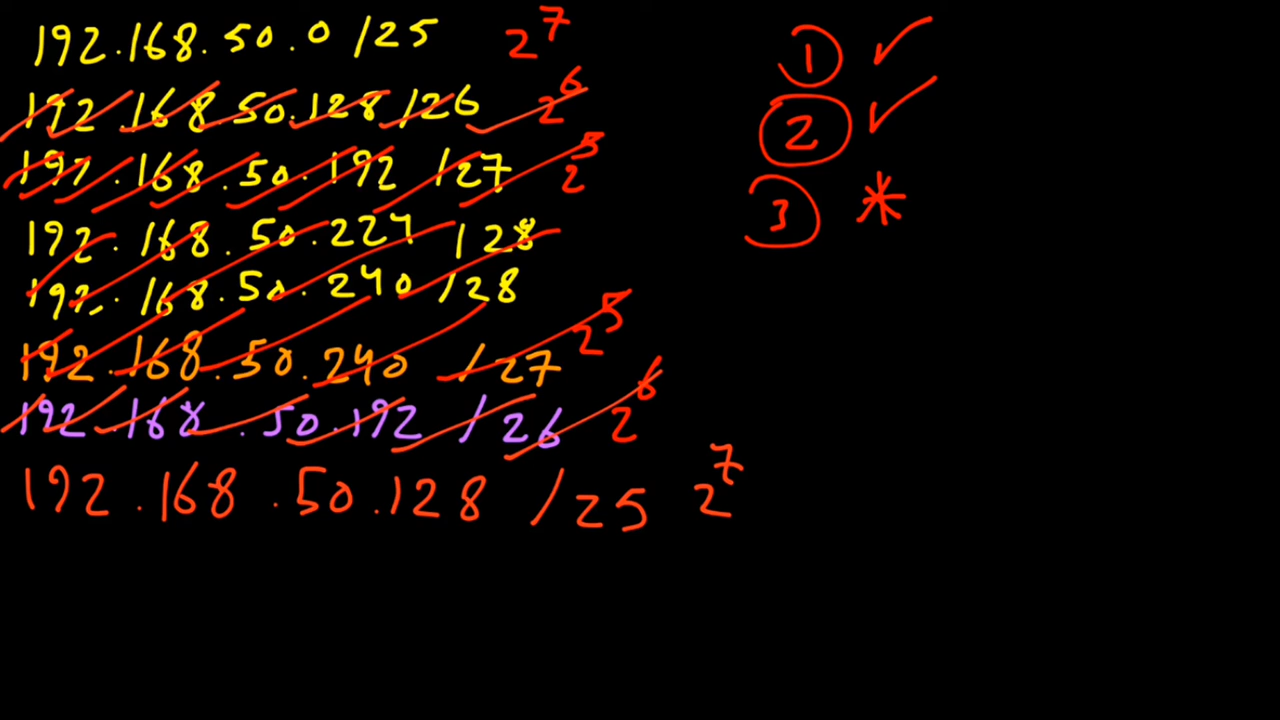 192.168.50.0 /25 2^7
192.168.50.128 /26 2^6
192.168.50.192 /27 2^5
192.168.50.224 /28
192.168.50.240 /28
192.168.50.240 /27 2^5
192.168.50.192 /26 2^6
192.168.50.128 /25 2^7
1 ✓
2 ✓
3 *